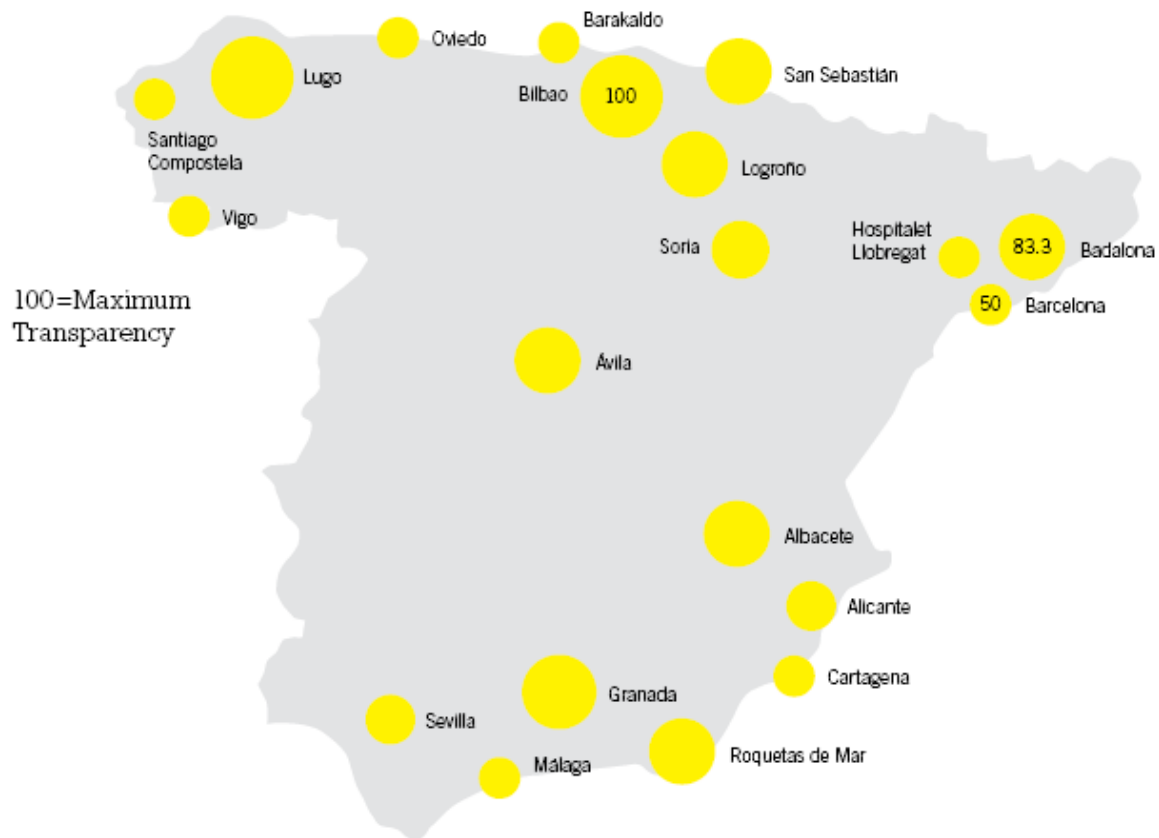 Barakaldo
Oviedo
Lugo
San Sebastián
Bilbao
100
Santiago
Compostela
Logroño
Vigo
Soria
Hospitalet
Llobregat
83.3
Badalona
100=Maximum
Transparency
50
Barcelona
Ávila
Albacete
Alicante
Cartagena
Granada
Sevilla
Roquetas de Mar
Málaga